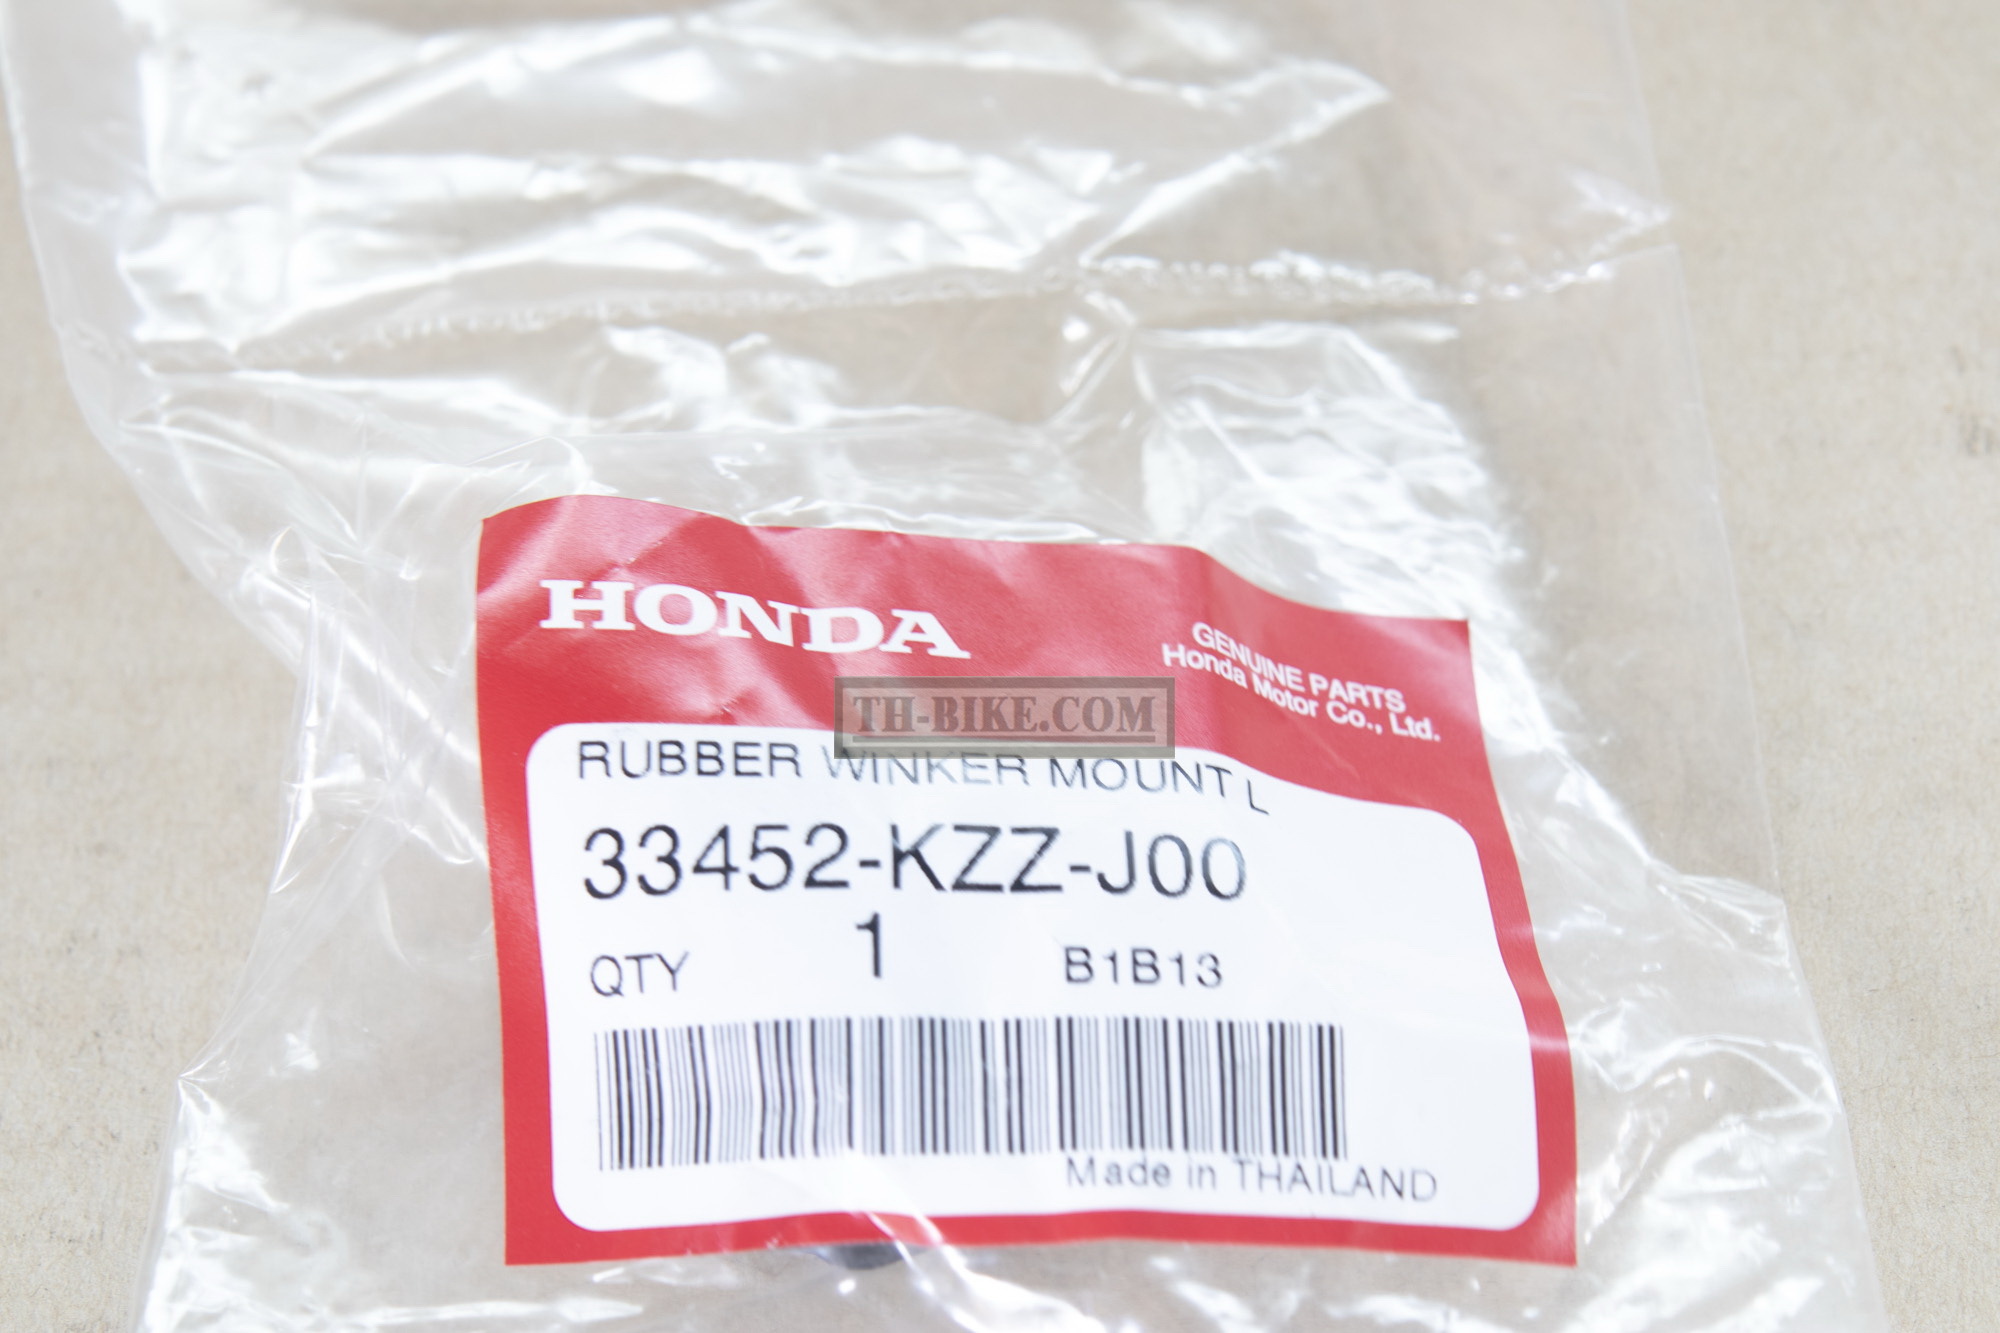 HONDA
GENUINE PARTS
Honda Motor Co., Ltd.
TH-BIKE.COM
RUBBER WINKER MOUNT L
33452-KZZ-J00
QTY 1 B1B13
Made in THAILAND